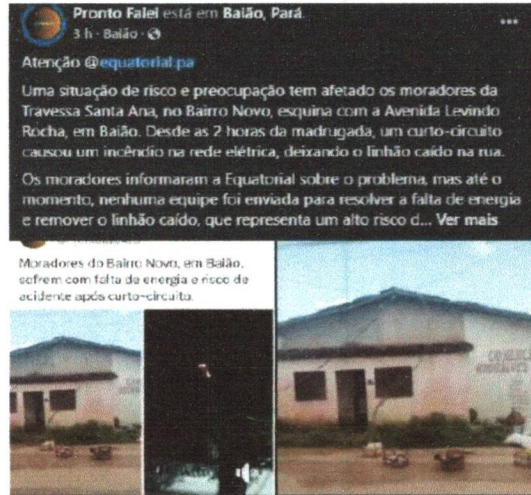 Pronto Falei está em Baião, Pará.
3 h · Baião ·
Atenção @equatorial.pa
Uma situação de risco e preocupação tem afetado os moradores da
Travessa Santa Ana, no Bairro Novo, esquina com a Avenida Levindo
Rocha, em Baião. Desde as 2 horas da madrugada, um curto-circuito
causou um incêndio na rede elétrica, deixando o linhão caído na rua.
Os moradores informaram a Equatorial sobre o problema, mas até o
momento, nenhuma equipe foi enviada para resolver a falta de energia
e remover o linhão caído, que representa um alto risco d... Ver mais
Moradores do Bairro Novo, em Baião,
sofrem com falta de energia e risco de
acidente após curto-circuito.